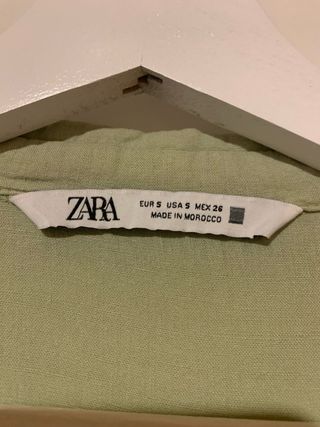 ZARA
EUR S USA S MEX 26
MADE IN MOROCCO